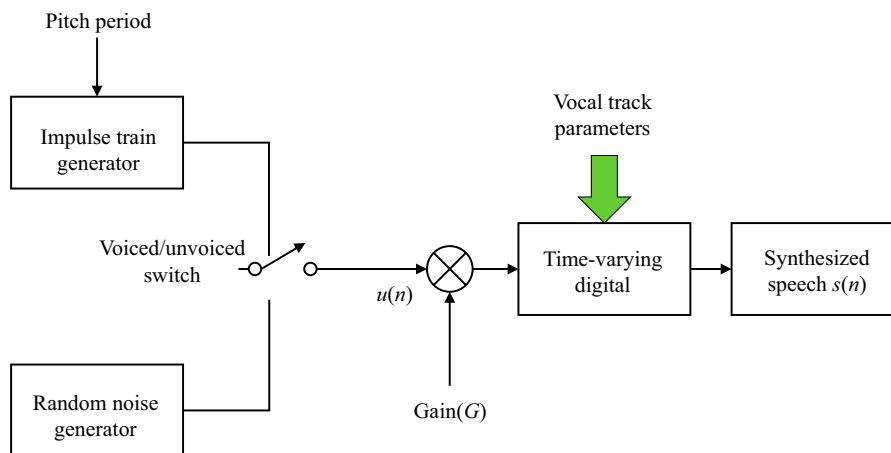 Pitch period
Impulse train
generator
Vocal track
parameters
Voiced/unvoiced
switch
u(n)
Time-varying
digital
Synthesized
speech s(n)
Random noise
generator
Gain(G)